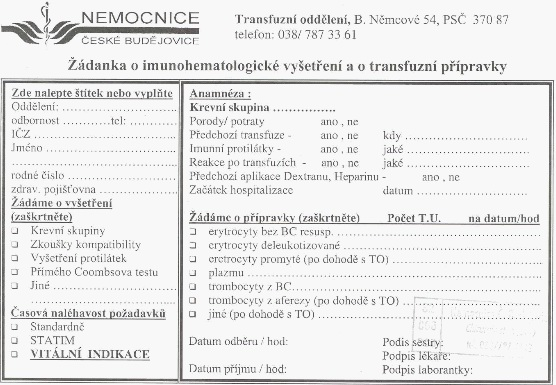 NEMOCNICE
ČESKÉ BUDĚJOVICE
Transfuzní oddělení, B. Němcové 54, PSČ 370 87
telefon: 038/ 787 33 61
Žádanka o imunohematologické vyšetření a o transfuzní přípravky
Zde nalepte štítek nebo vyplňte
Oddělení: ..............................
odbornost ............tel: ................
IČZ ..............................
Jméno ..............................
..............................
rodné číslo ..............................
zdrav. pojišťovna ....................
Žádáme o vyšetření
(zaškrtněte)
❑ Krevní skupiny
❑ Zkoušky kompatibility
❑ Vyšetření protilátek
❑ Přímého Coombsova testu
❑ Jiné ..............................
..............................
Časová naléhavost požadavků
❑ Standardně
❑ STATIM
❑ VITÁLNÍ INDIKACE
Anamnéza :
Krevní skupina ................
Porody/ potraty ano , ne
Předchozí transfuze - ano , ne kdy ..............................
Imunní protilátky - ano , ne jaké ..............................
Reakce po transfuzích - ano , ne jaké ..............................
Předchozí aplikace Dextranu, Heparinu - ano , ne
Začátek hospitalizace datum ..............................
Žádáme o přípravky (zaškrtněte) Počet T.U. na datum/hod
❑ erytrocyty bez BC resusp. ..............................
❑ erytrocyty deleukotizované ..............................
❑ eretrocyty promyté (po dohodě s TO) ..............................
❑ plazmu ..............................
❑ trombocyty z BC ..............................
❑ trombocyty z aferezy (po dohodě s TO) ..............................
❑ jiné (po dohodě s TO) ..............................
Datum odběru / hod: Podis sestry:
Podpis lékaře:
Datum příjmu / hod: Podpis laborantky: